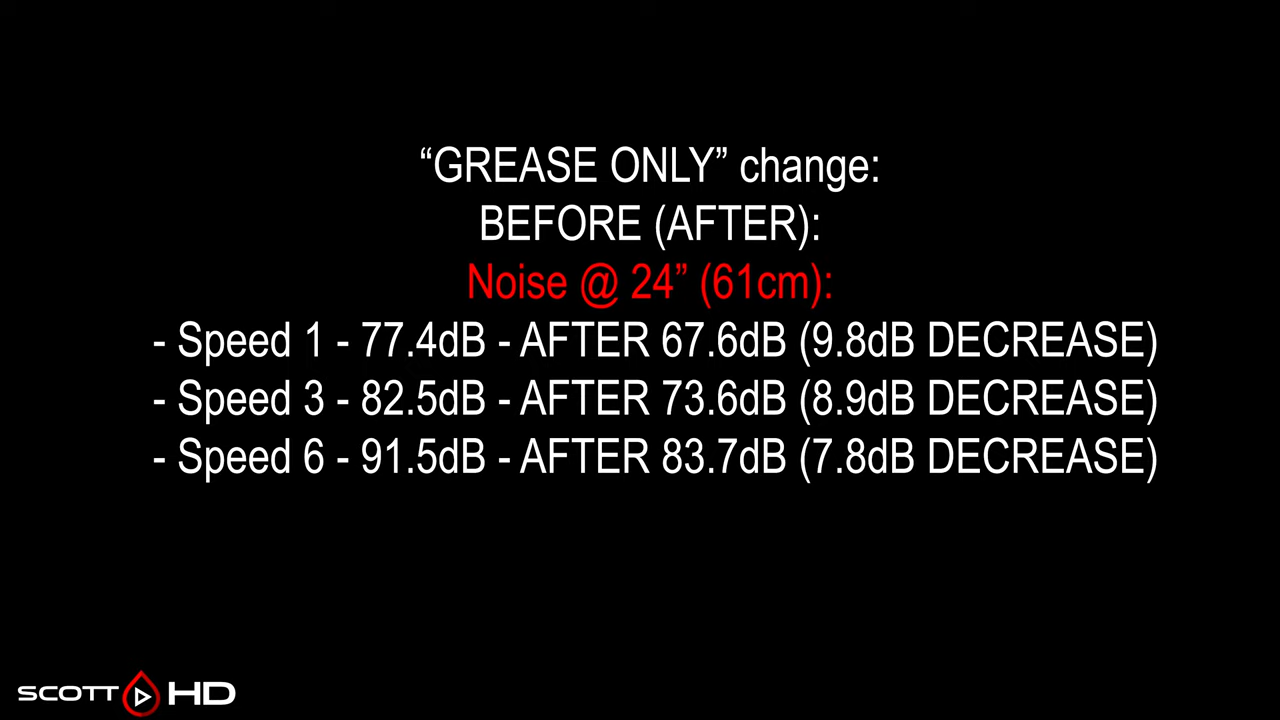 “GREASE ONLY” change:
BEFORE (AFTER):
Noise @ 24” (61cm):
- Speed 1 - 77.4dB - AFTER 67.6dB (9.8dB DECREASE)
- Speed 3 - 82.5dB - AFTER 73.6dB (8.9dB DECREASE)
- Speed 6 - 91.5dB - AFTER 83.7dB (7.8dB DECREASE)
SCOTT HD